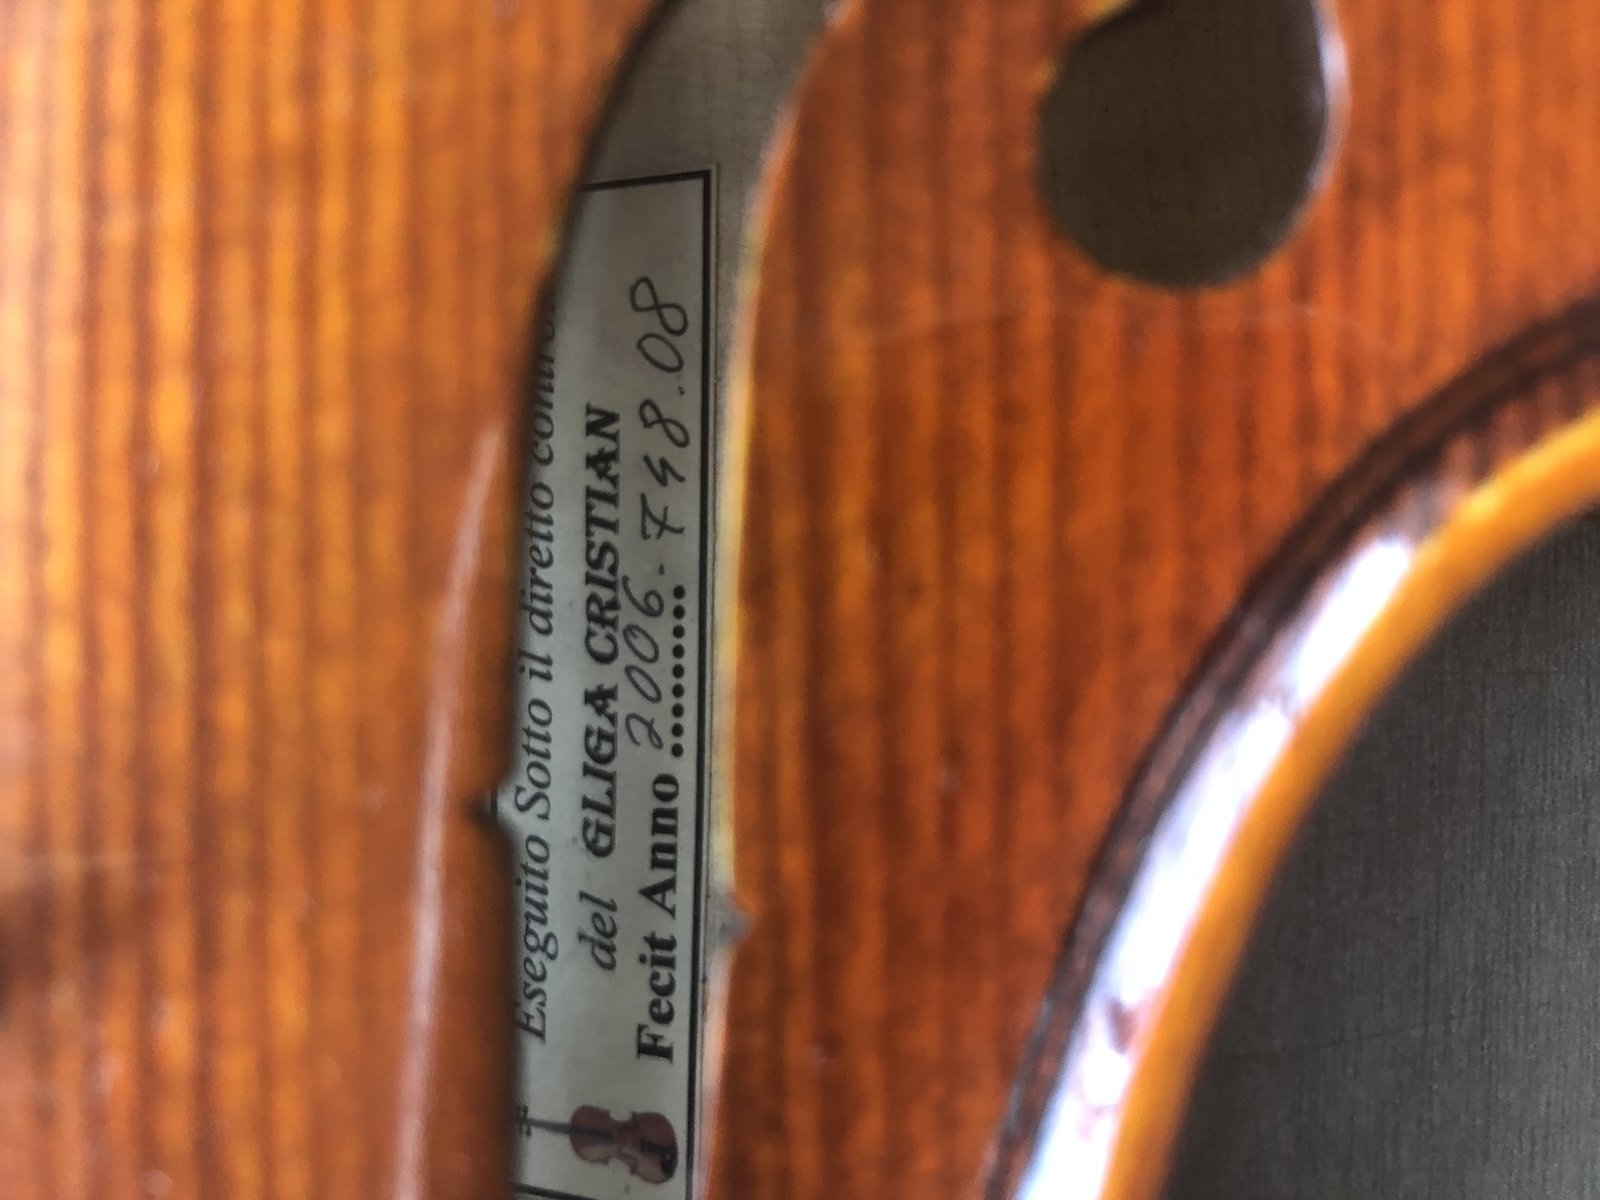 Eseguito Sotto il diretto
del GLIGA CRISTIAN
Fecit Anno ......... 2006-748.08